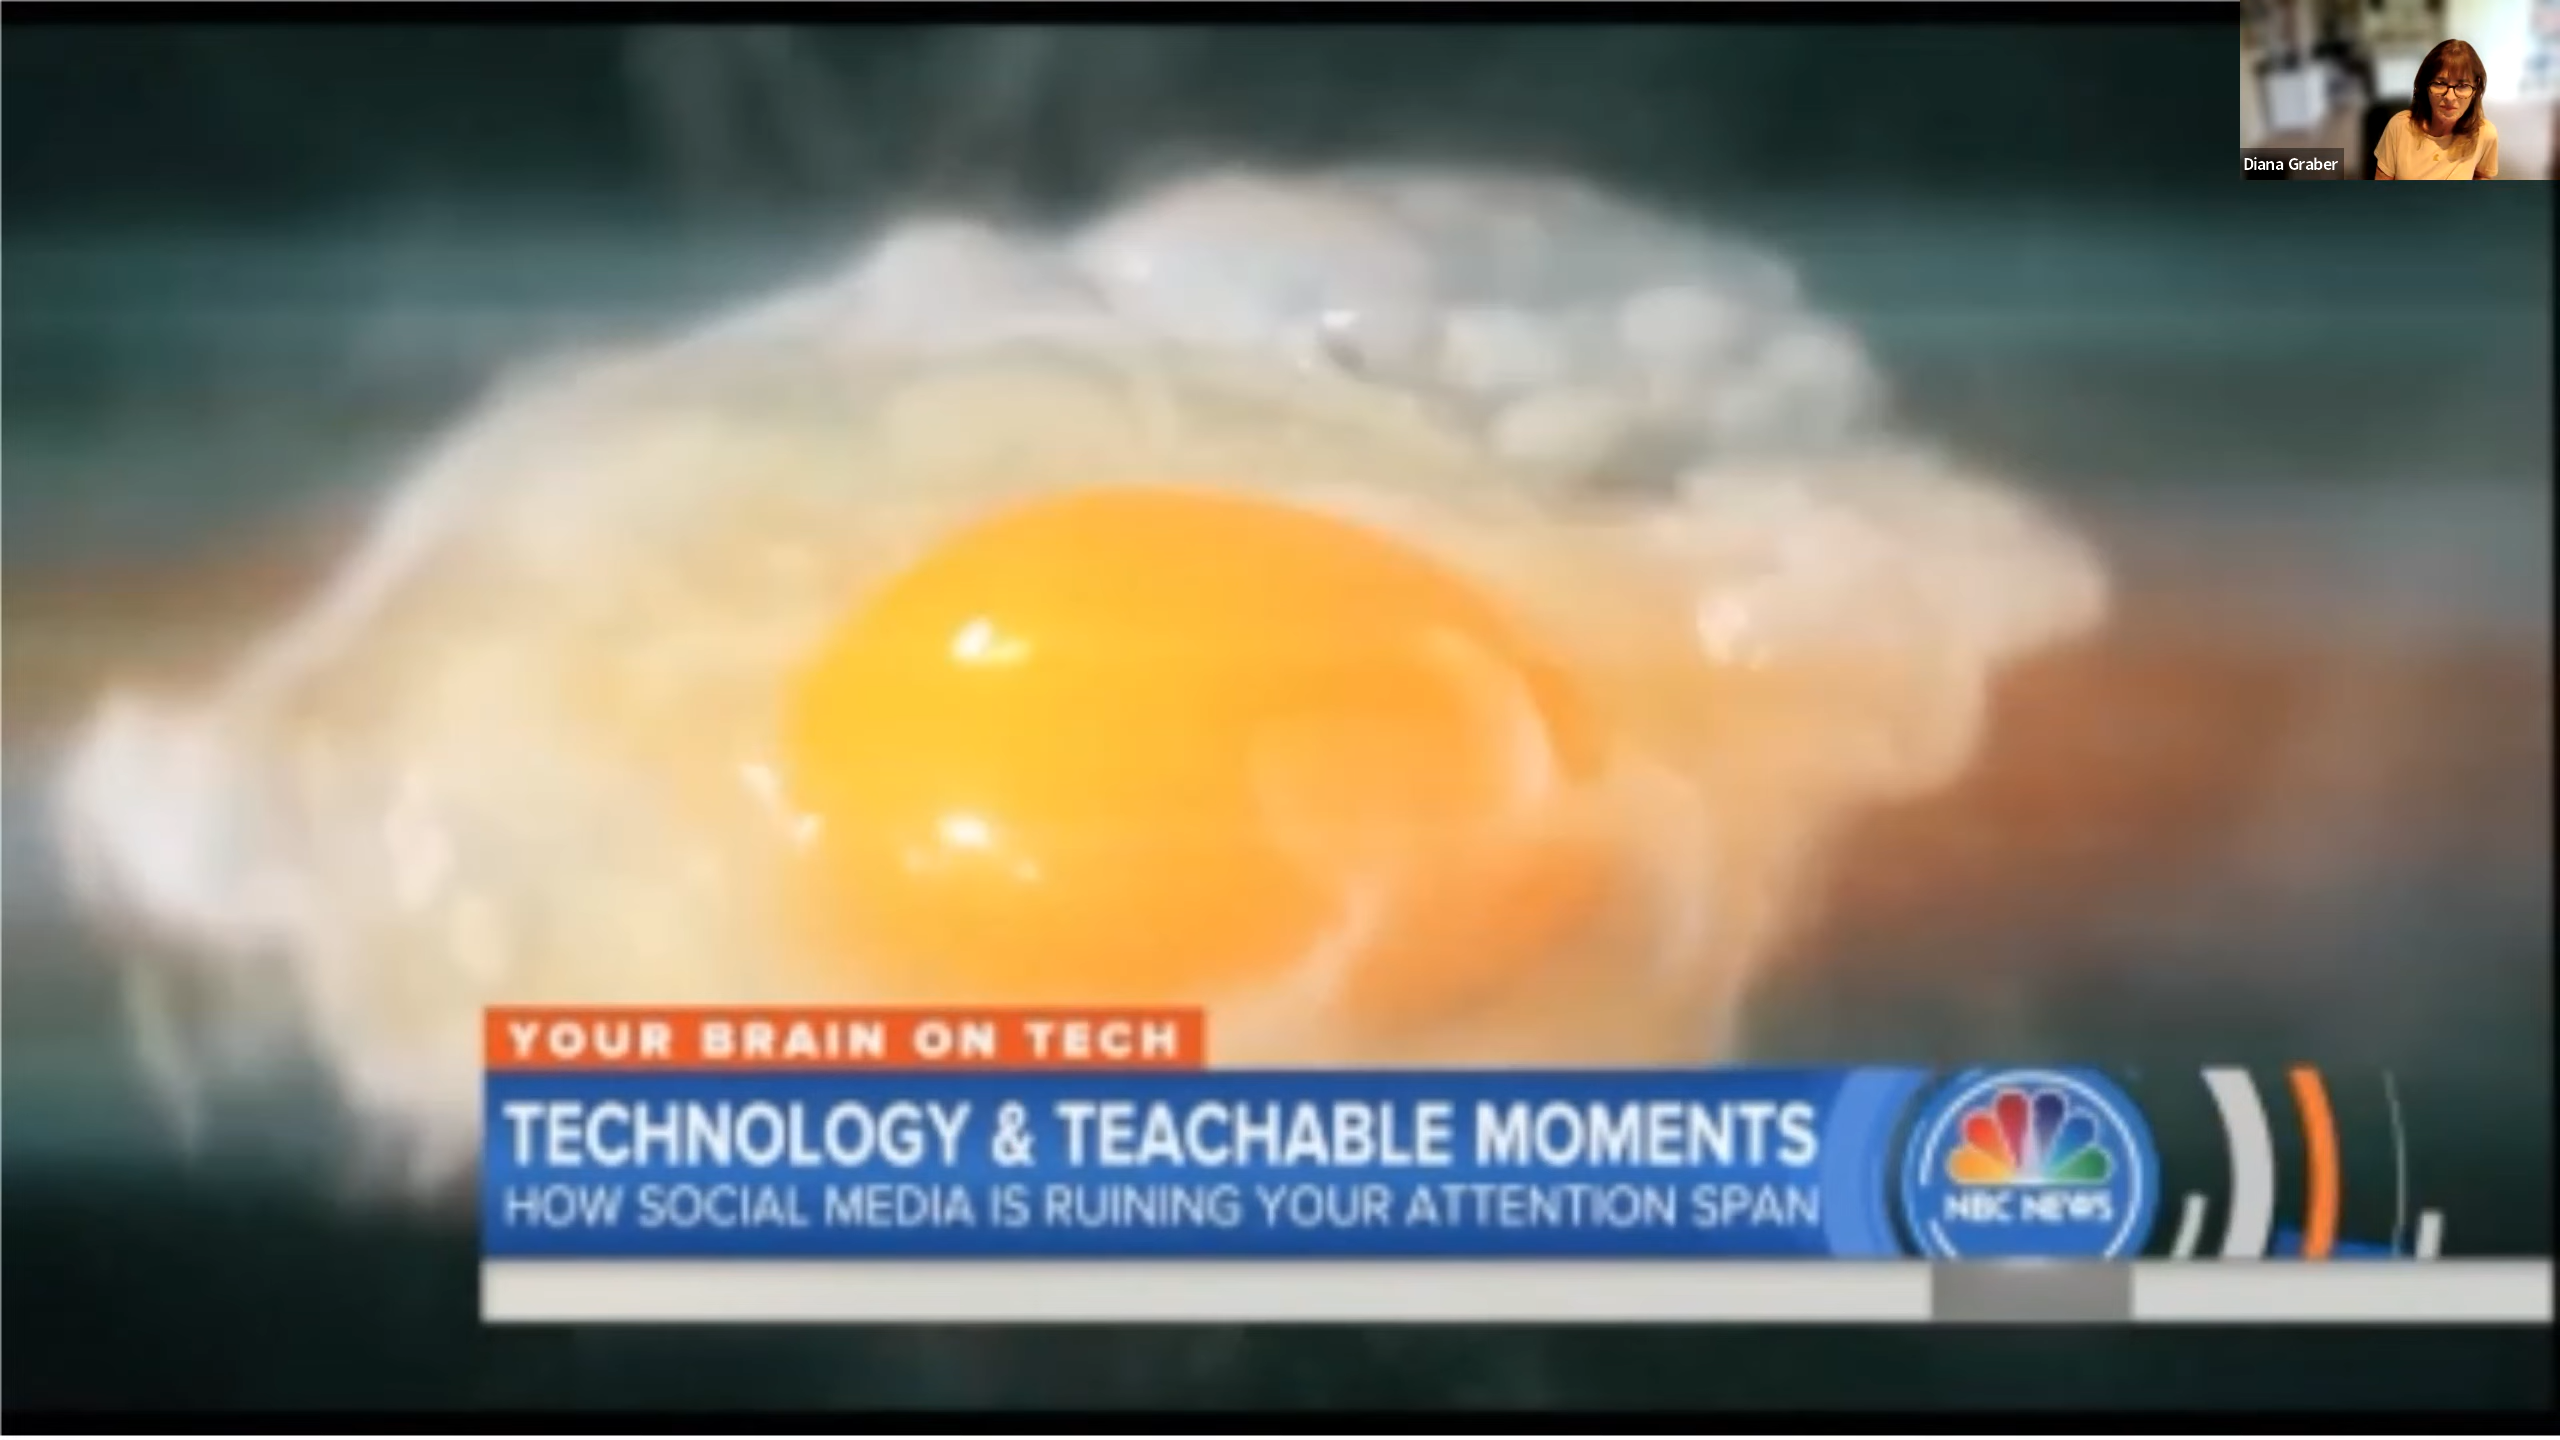 Diana Graber
YOUR BRAIN ON TECH
TECHNOLOGY & TEACHABLE MOMENTS
HOW SOCIAL MEDIA IS RUINING YOUR ATTENTION SPAN
NBC NEWS